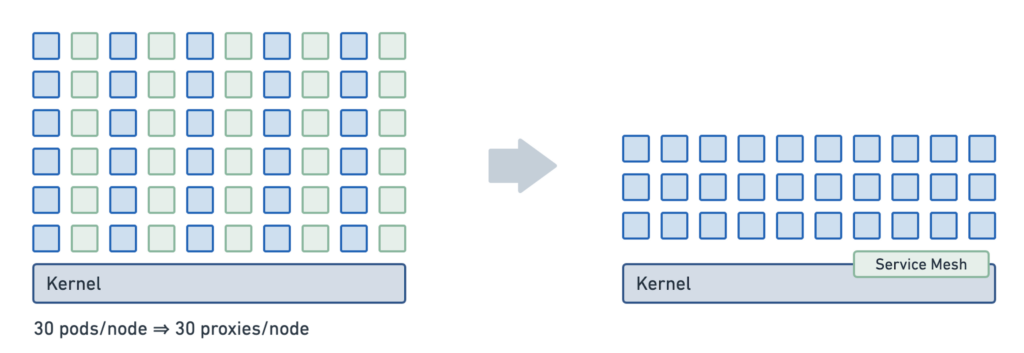 Service Mesh
Kernel
Kernel
30 pods/node ⇒ 30 proxies/node